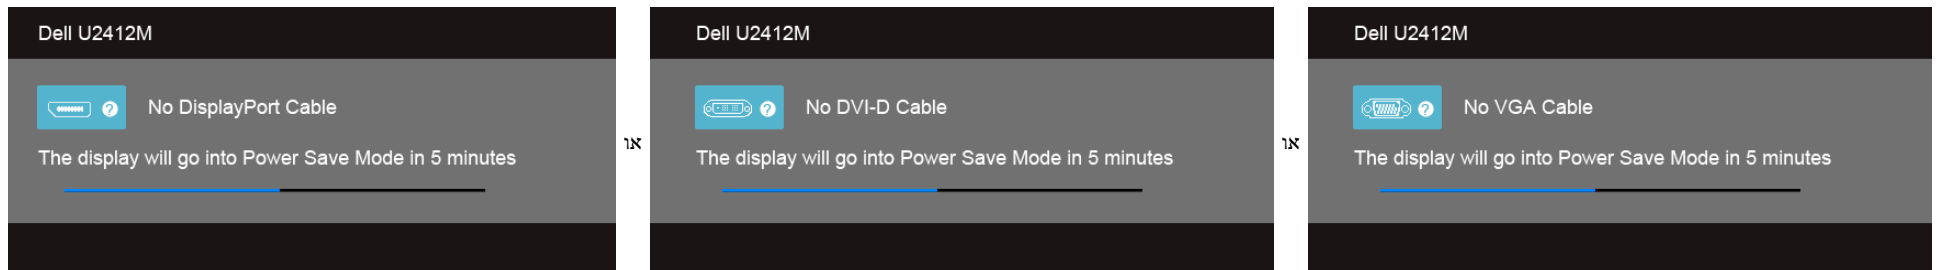 Dell U2412M
No DisplayPort Cable
The display will go into Power Save Mode in 5 minutes
או
Dell U2412M
No DVI-D Cable
The display will go into Power Save Mode in 5 minutes
או
Dell U2412M
No VGA Cable
The display will go into Power Save Mode in 5 minutes